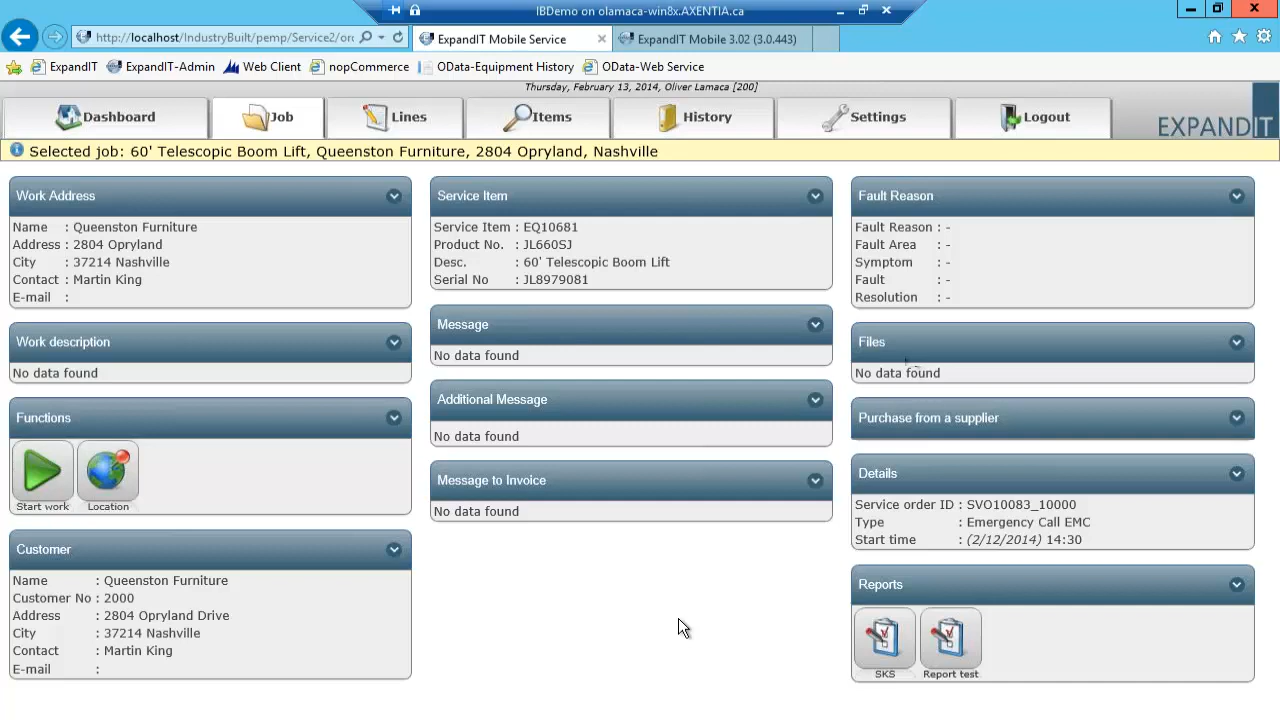 IBDemo on olamaca-win8x.AXENTIA.ca
http://localhost/IndustryBuilt/pemp/Service2/ord
ExpandIT Mobile Service
ExpandIT Mobile 3.02 (3.0.443)
ExpandIT
ExpandIT-Admin
Web Client
nopCommerce
OData-Equipment History
OData-Web Service
Thursday, February 13, 2014, Oliver Lamaca [200]
Dashboard
Job
Lines
Items
History
Settings
Logout
EXPANDIT
Selected job: 60' Telescopic Boom Lift, Queenston Furniture, 2804 Opryland, Nashville
Work Address
Name : Queenston Furniture
Address : 2804 Opryland
City : 37214 Nashville
Contact : Martin King
E-mail :
Work description
No data found
Functions
Start work
Location
Customer
Name : Queenston Furniture
Customer No : 2000
Address : 2804 Opryland Drive
City : 37214 Nashville
Contact : Martin King
E-mail :
Service Item
Service Item : EQ10681
Product No. : JL660SJ
Desc. : 60' Telescopic Boom Lift
Serial No : JL8979081
Message
No data found
Additional Message
No data found
Message to Invoice
No data found
Fault Reason
Fault Reason : -
Fault Area : -
Symptom : -
Fault : -
Resolution : -
Files
No data found
Purchase from a supplier
Details
Service order ID : SVO10083_10000
Type : Emergency Call EMC
Start time : (2/12/2014) 14:30
Reports
SKS
Report test